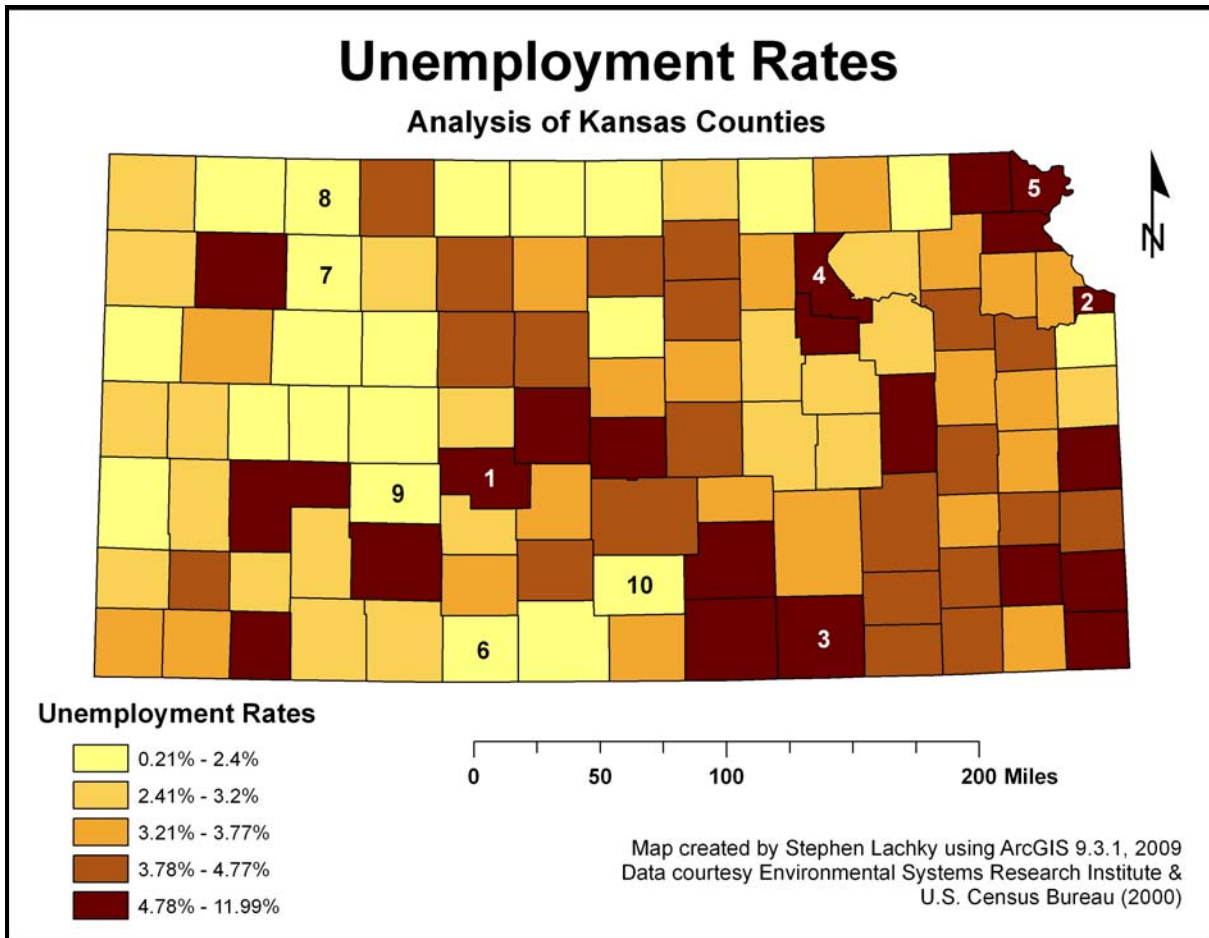 Unemployment Rates
Analysis of Kansas Counties
8
5
N
7
4
2
1
9
10
6
3
Unemployment Rates
0.21% - 2.4%
2.41% - 3.2%
3.21% - 3.77%
3.78% - 4.77%
4.78% - 11.99%
0 50 100 200 Miles
Map created by Stephen Lachky using ArcGIS 9.3.1, 2009
Data courtesy Environmental Systems Research Institute &
U.S. Census Bureau (2000)